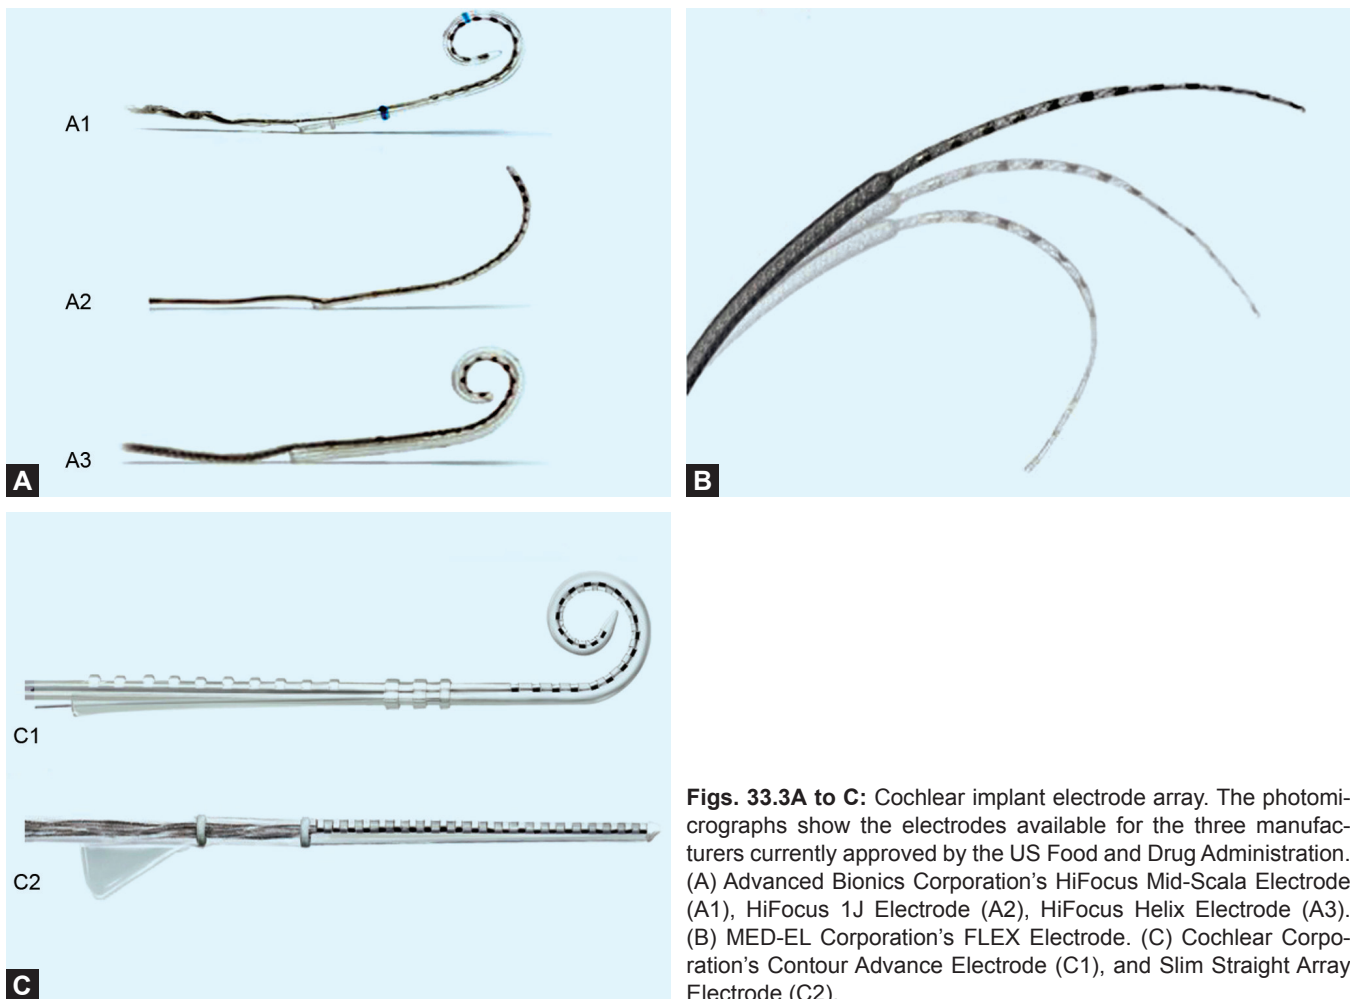 A1
A2
A3
A
B
C1
C2
C
Figs. 33.3A to C: Cochlear implant electrode array. The photomi-
crographs show the electrodes available for the three manufac-
turers currently approved by the US Food and Drug Administration.
(A) Advanced Bionics Corporation's HiFocus Mid-Scala Electrode
(A1), HiFocus 1J Electrode (A2), HiFocus Helix Electrode (A3).
(B) MED-EL Corporation's FLEX Electrode. (C) Cochlear Corpo-
ration's Contour Advance Electrode (C1), and Slim Straight Array
Electrode (C2).